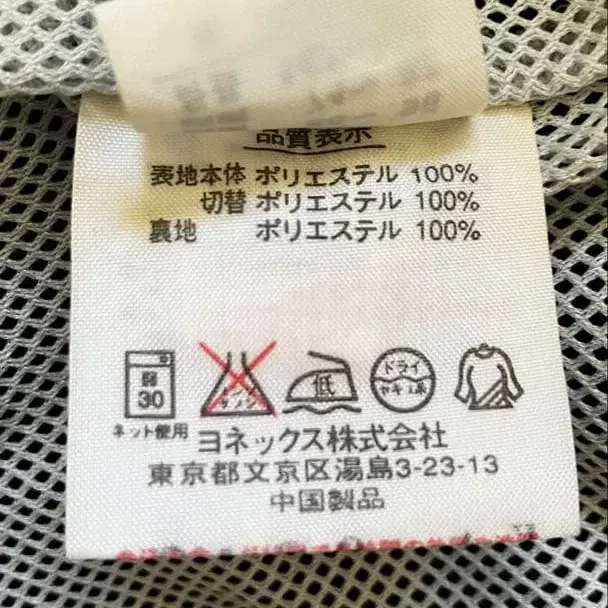 品質表示
表地本体 ポリエステル 100%
切替 ポリエステル 100%
裏地 ポリエステル 100%
弱
30
低
ドライ
セキユ系
ネット使用
ヨネックス株式会社
東京都文京区湯島3-23-13
中国製品